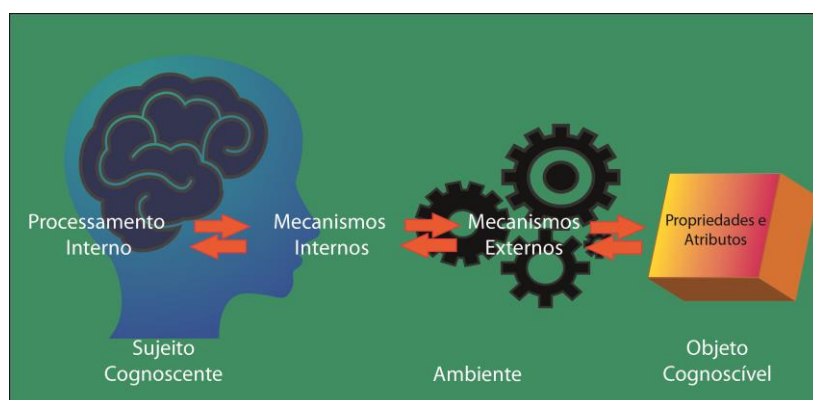 Processamento
Interno
Mecanismos
Internos
Mecanismos
Externos
Propriedades e
Atributos
Sujeito
Cognoscente
Ambiente
Objeto
Cognoscível